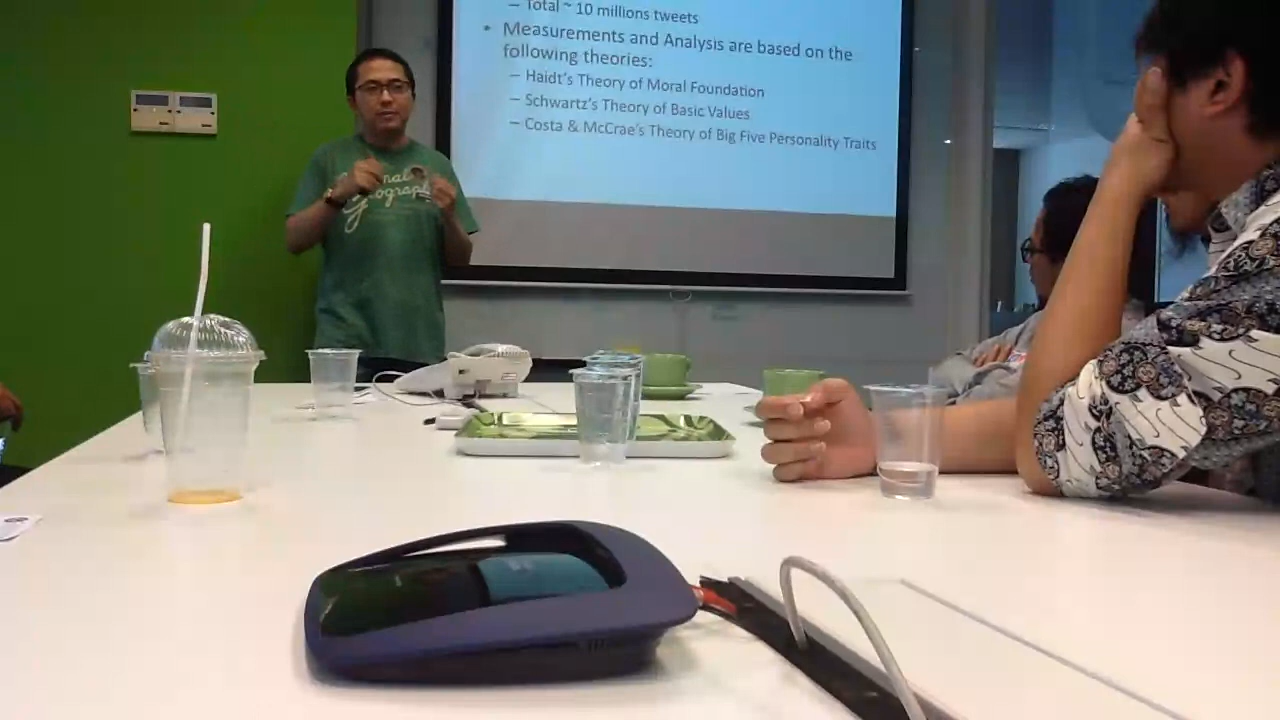 – Total ~ 10 millions tweets
• Measurements and Analysis are based on the
following theories:
– Haidt's Theory of Moral Foundation
– Schwartz's Theory of Basic Values
– Costa & McCrae's Theory of Big Five Personality Traits